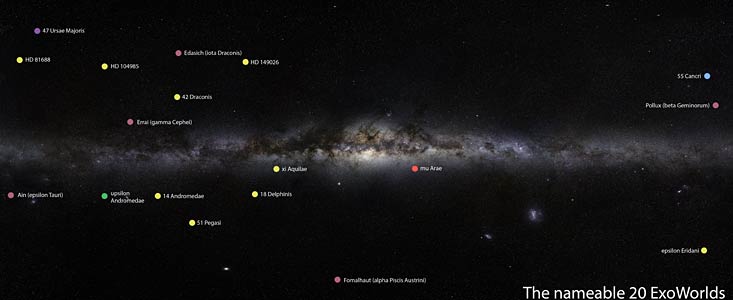 47 Ursae Majoris
HD 81688
HD 104985
Edasich (iota Draconis)
HD 149026
55 Cancri
42 Draconis
Pollux (beta Geminorum)
Errai (gamma Cephei)
xi Aquilae
mu Arae
Ain (epsilon Tauri)
upsilon
Andromedae
14 Andromedae
18 Delphinis
51 Pegasi
epsilon Eridani
Fomalhaut (alpha Piscis Austrini)
The nameable 20 ExoWorlds